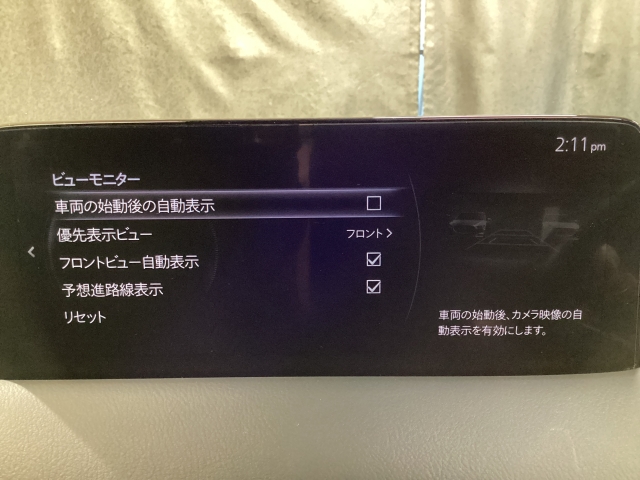 2:11 pm
ビューモニター
車両の始動後の自動表示
優先表示ビュー フロント
フロントビュー自動表示
予想進路線表示
リセット
車両の始動後、カメラ映像の自
動表示を有効にします。